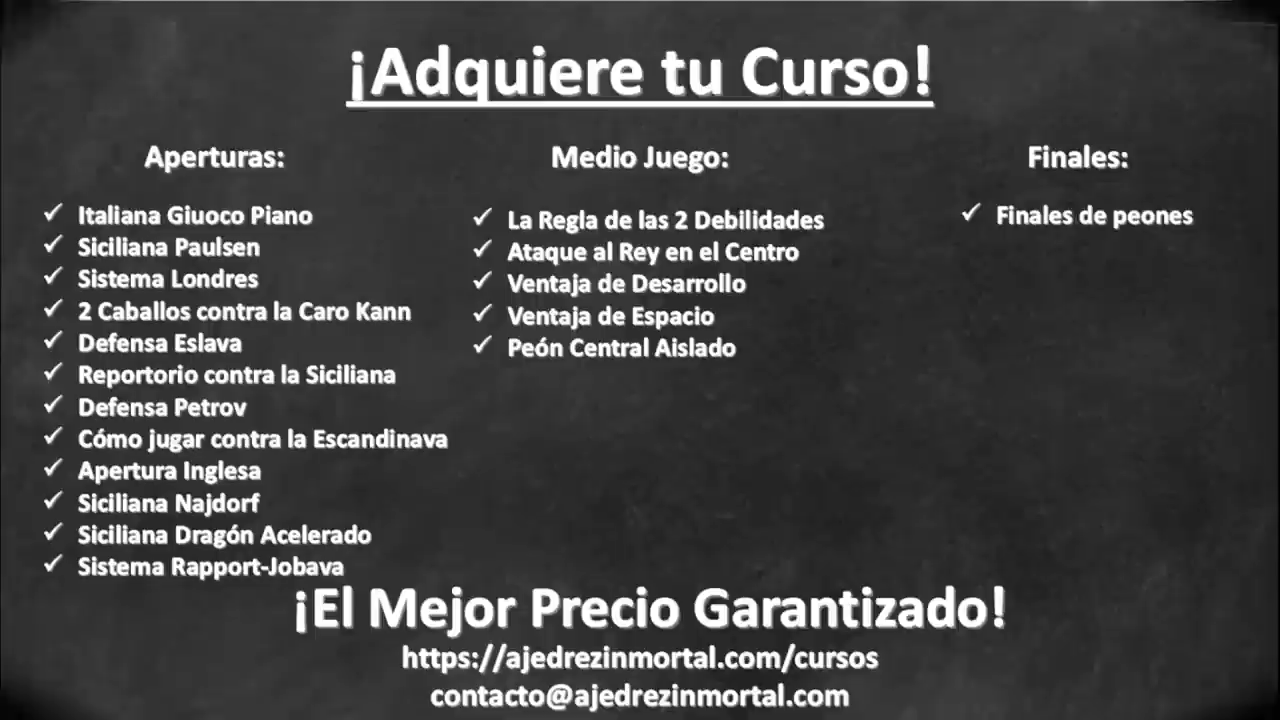 ¡Adquiere tu Curso!
Aperturas:
✓ Italiana Giuoco Piano
✓ Siciliana Paulsen
✓ Sistema Londres
✓ 2 Caballos contra la Caro Kann
✓ Defensa Eslava
✓ Reportorio contra la Siciliana
✓ Defensa Petrov
✓ Cómo jugar contra la Escandinava
✓ Apertura Inglesa
✓ Siciliana Najdorf
✓ Siciliana Dragón Acelerado
✓ Sistema Rapport-Jobava
Medio Juego:
✓ La Regla de las 2 Debilidades
✓ Ataque al Rey en el Centro
✓ Ventaja de Desarrollo
✓ Ventaja de Espacio
✓ Peón Central Aislado
Finales:
✓ Finales de peones
¡El Mejor Precio Garantizado!
https://ajedrezinmortal.com/cursos
contacto@ajedrezinmortal.com